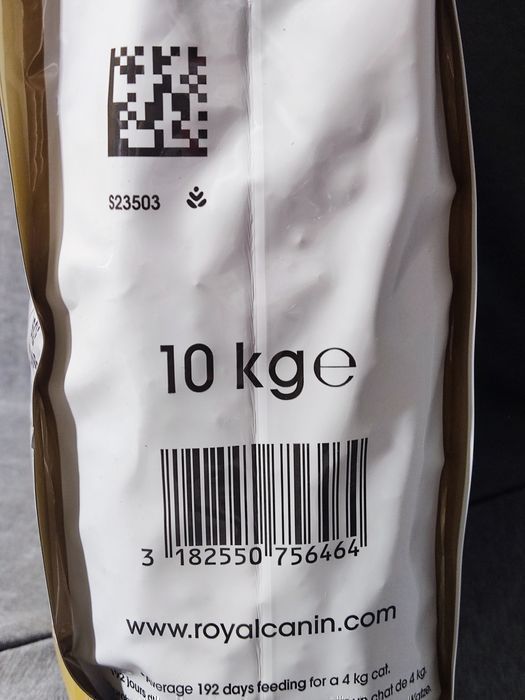 S23503
10 kg e
3 182550 756464
www.royalcanin.com
average 192 days feeding for a 4 kg cat.
192 jours chat de 4 kg.